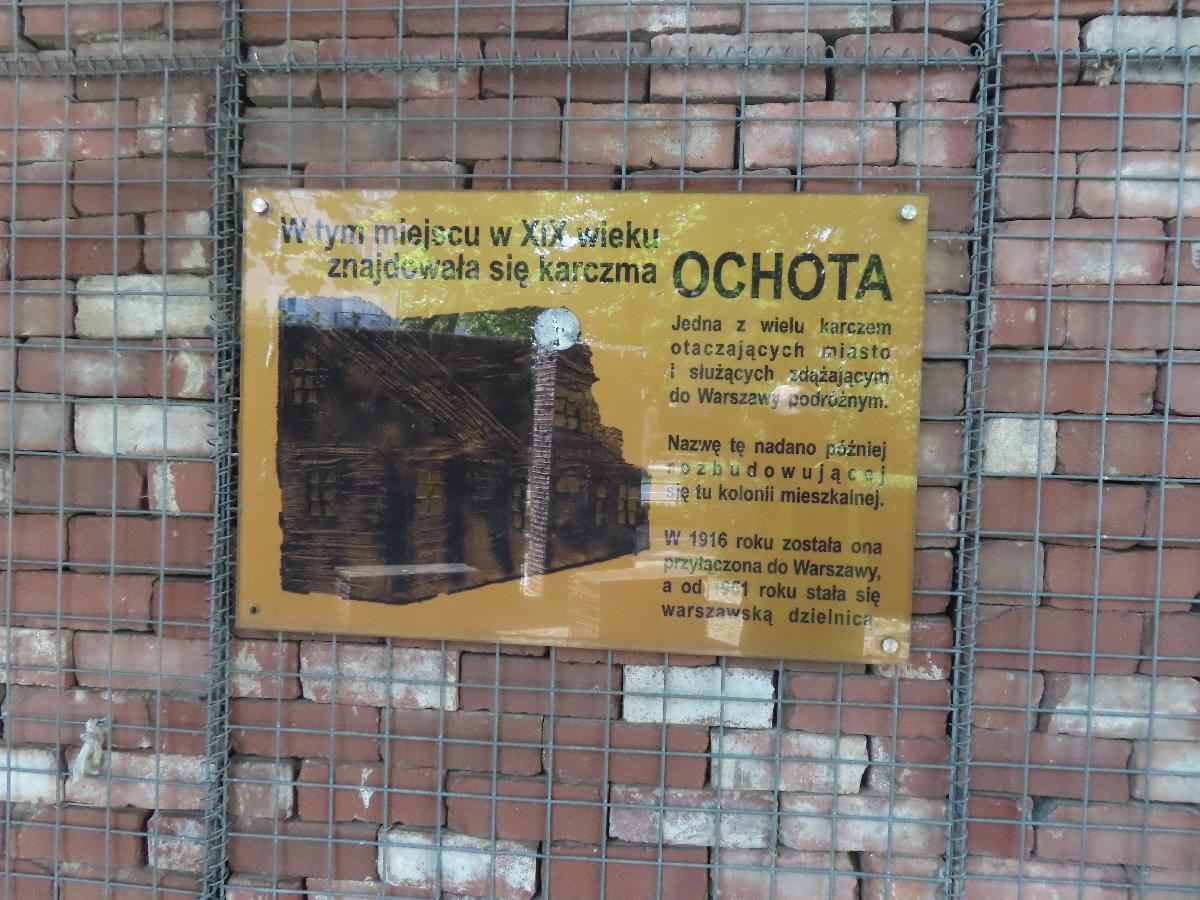 W tym miejscu w XIX wieku
znajdowała się karczma OCHOTA
Jedna z wielu karczem
otaczających miasto
i służących zdążającym
do Warszawy podróżnym.
Nazwę tę nadano później
rozbudowującej
się tu kolonii mieszkalnej.
W 1916 roku została ona
przyłączona do Warszawy,
a od 1951 roku stała się
warszawską dzielnicą.